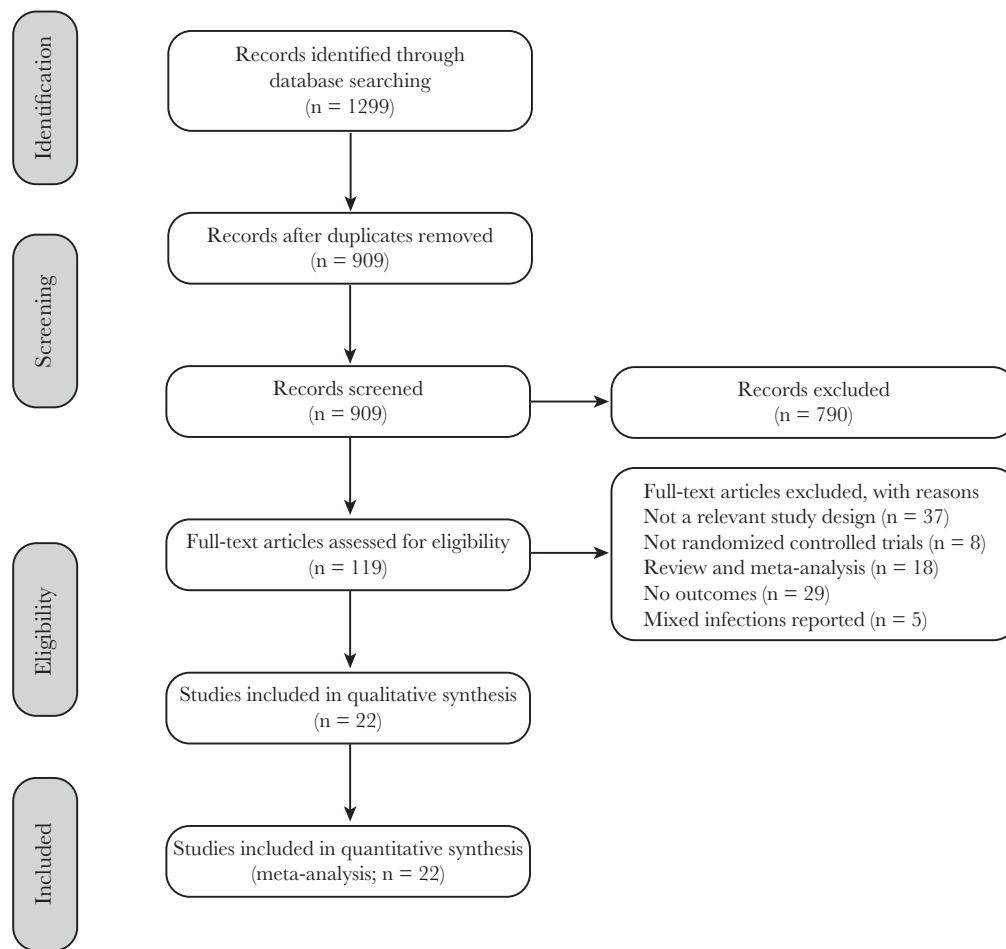 Identification
Records identified through
database searching
(n = 1299)
Records after duplicates removed
(n = 909)
Screening
Records screened
(n = 909)
Records excluded
(n = 790)
Full-text articles assessed for eligibility
(n = 119)
Full-text articles excluded, with reasons
Not a relevant study design (n = 37)
Not randomized controlled trials (n = 8)
Review and meta-analysis (n = 18)
No outcomes (n = 29)
Mixed infections reported (n = 5)
Eligibility
Studies included in qualitative synthesis
(n = 22)
Included
Studies included in quantitative synthesis
(meta-analysis; n = 22)